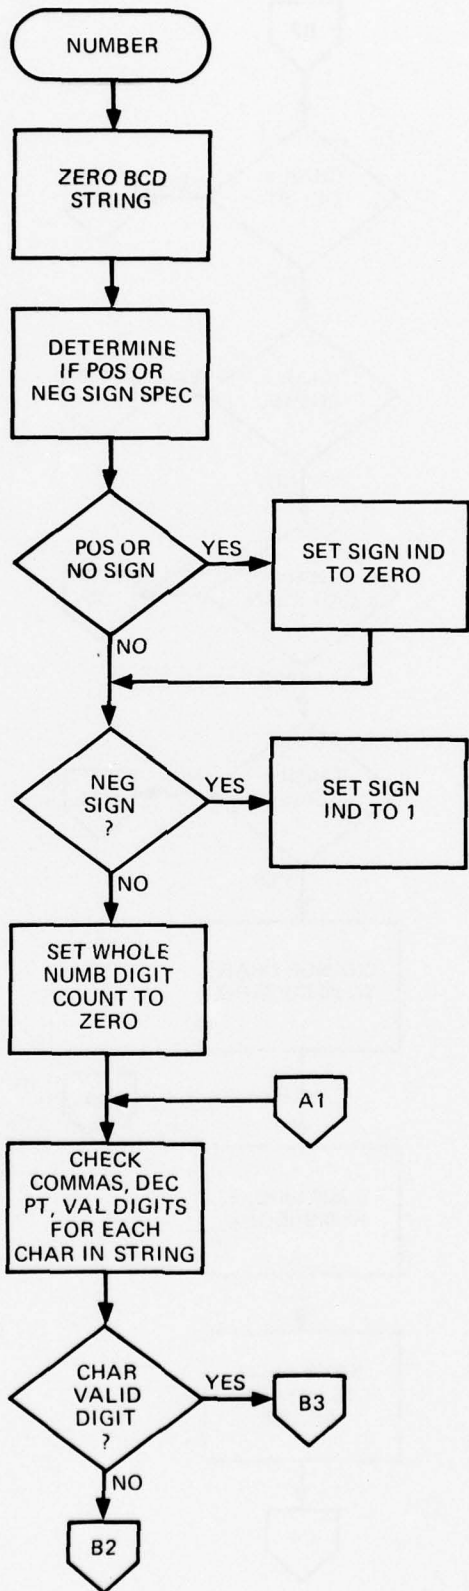 NUMBER
ZERO BCD
STRING
DETERMINE
IF POS OR
NEG SIGN SPEC
POS OR
NO SIGN
YES
SET SIGN IND
TO ZERO
NO
NEG
SIGN
?
YES
SET SIGN
IND TO 1
NO
SET WHOLE
NUMB DIGIT
COUNT TO
ZERO
A1
CHECK
COMMAS, DEC
PT, VAL DIGITS
FOR EACH
CHAR IN STRING
CHAR
VALID
DIGIT
?
YES
B3
NO
B2